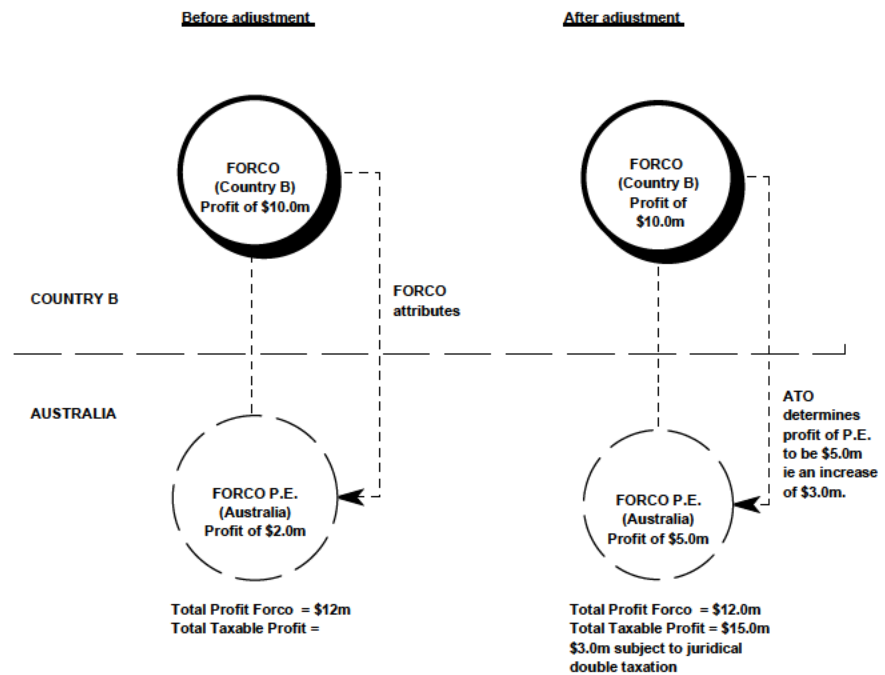 Before adjustment
After adjustment
FORCO
(Country B)
Profit of $10.0m
FORCO
(Country B)
Profit of
$10.0m
COUNTRY B
FORCO
attributes
AUSTRALIA
ATO
determines
profit of P.E.
to be $5.0m
ie an increase
of $3.0m.
FORCO P.E.
(Australia)
Profit of $2.0m
FORCO P.E.
(Australia)
Profit of $5.0m
Total Profit Forco = $12m
Total Taxable Profit =
Total Profit Forco = $12.0m
Total Taxable Profit = $15.0m
$3.0m subject to juridical
double taxation